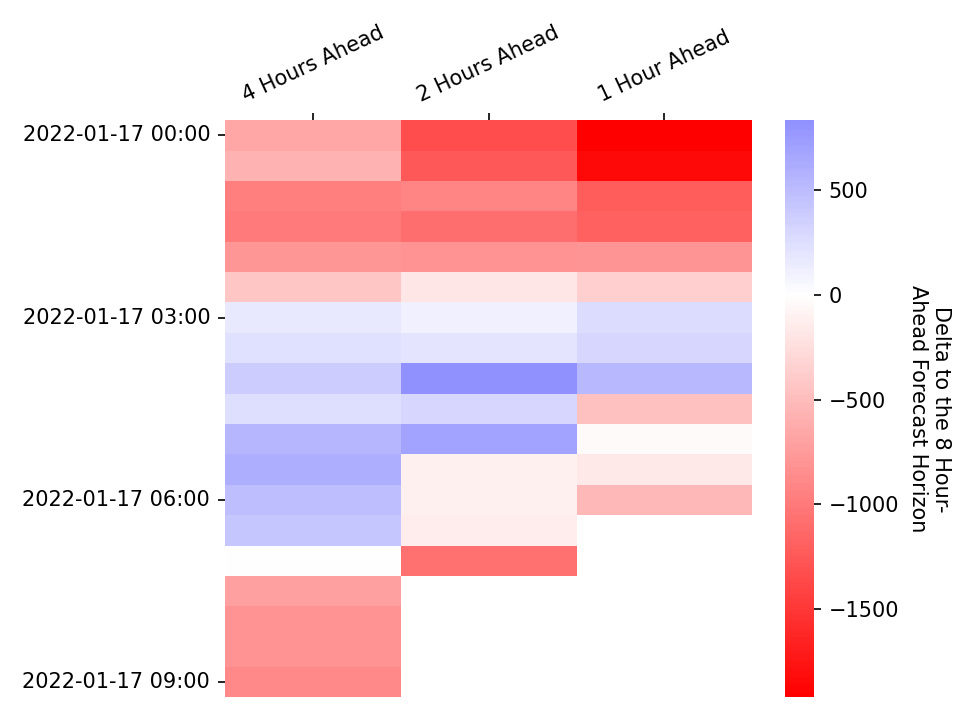 4 Hours Ahead
2 Hours Ahead
1 Hour Ahead
2022-01-17 00:00
2022-01-17 03:00
2022-01-17 06:00
2022-01-17 09:00
500
0
−500
−1000
−1500
Delta to the 8 Hour-
Ahead Forecast Horizon